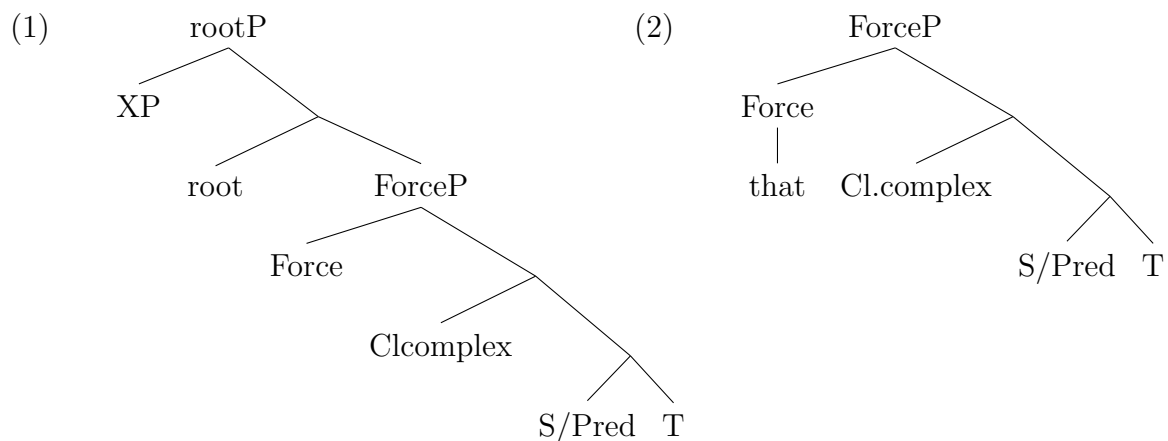 (1) rootP (2) ForceP
XP Force
root ForceP that Cl.complex
Force S/Pred T
Clcomplex
S/Pred T